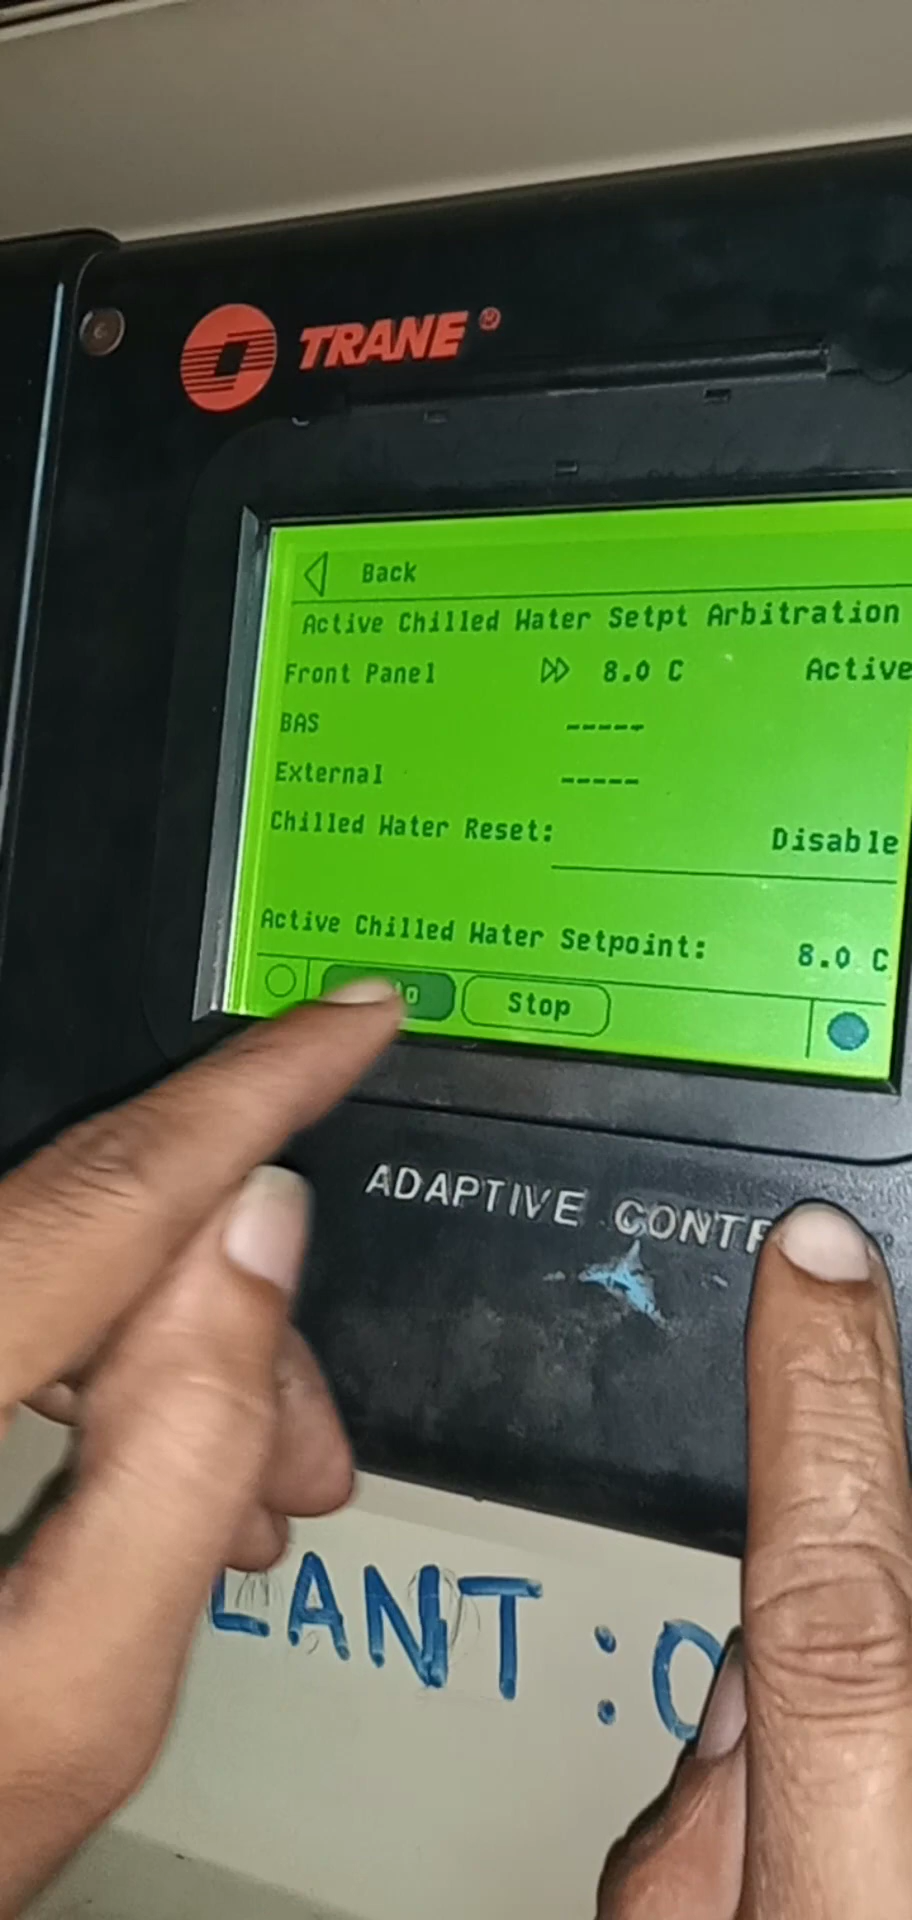 TRANE ®
Back
Active Chilled Water Setpt Arbitration
Front Panel 8.0 C Active
BAS -----
External -----
Chilled Water Reset: Disable
Active Chilled Water Setpoint: 8.0 C
Stop
ADAPTIVE
LANT :